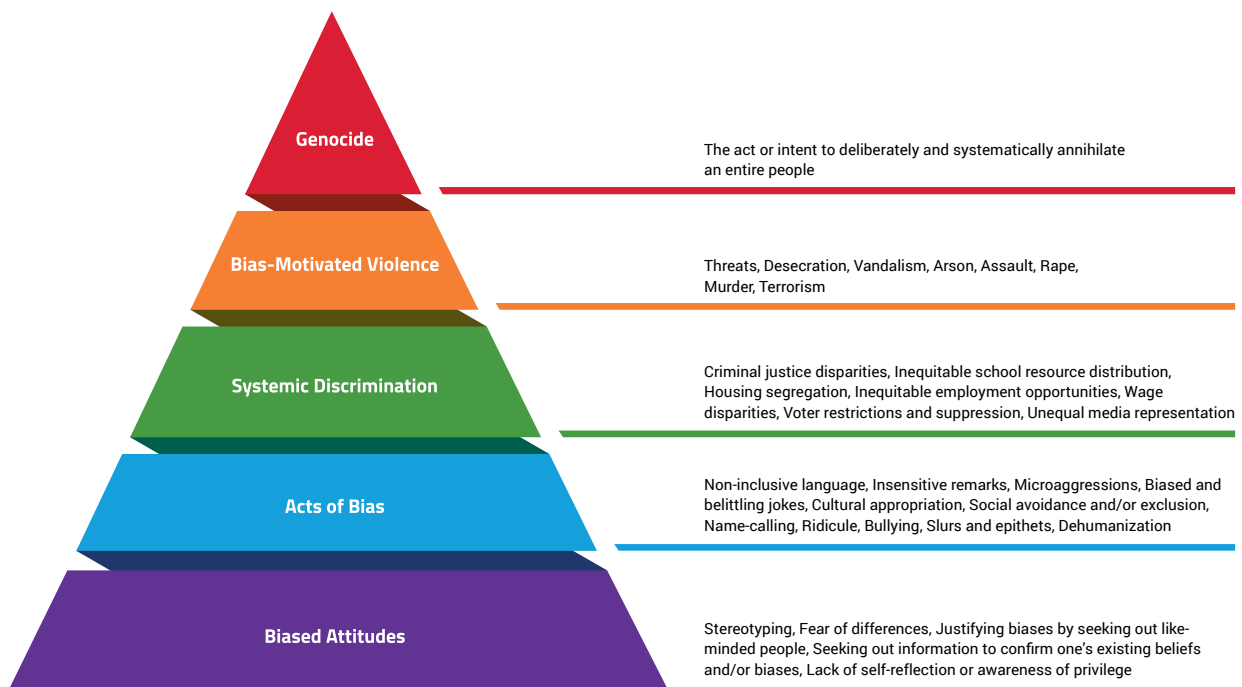 Genocide
The act or intent to deliberately and systematically annihilate
an entire people
Bias-Motivated Violence
Threats, Desecration, Vandalism, Arson, Assault, Rape,
Murder, Terrorism
Systemic Discrimination
Criminal justice disparities, Inequitable school resource distribution,
Housing segregation, Inequitable employment opportunities, Wage
disparities, Voter restrictions and suppression, Unequal media representation
Acts of Bias
Non-inclusive language, Insensitive remarks, Microaggressions, Biased and
belittling jokes, Cultural appropriation, Social avoidance and/or exclusion,
Name-calling, Ridicule, Bullying, Slurs and epithets, Dehumanization
Biased Attitudes
Stereotyping, Fear of differences, Justifying biases by seeking out like-
minded people, Seeking out information to confirm one’s existing beliefs
and/or biases, Lack of self-reflection or awareness of privilege